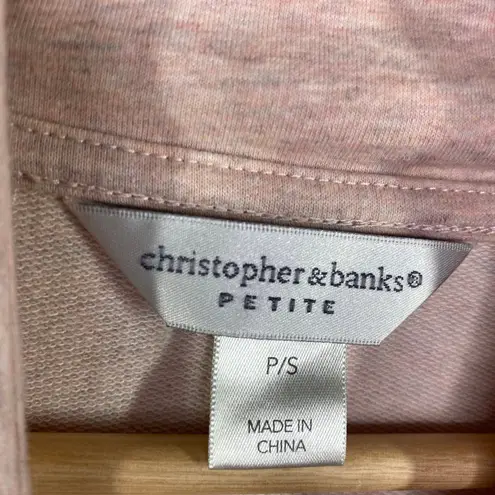 christopher&banks®
PETITE
P/S
MADE IN
CHINA